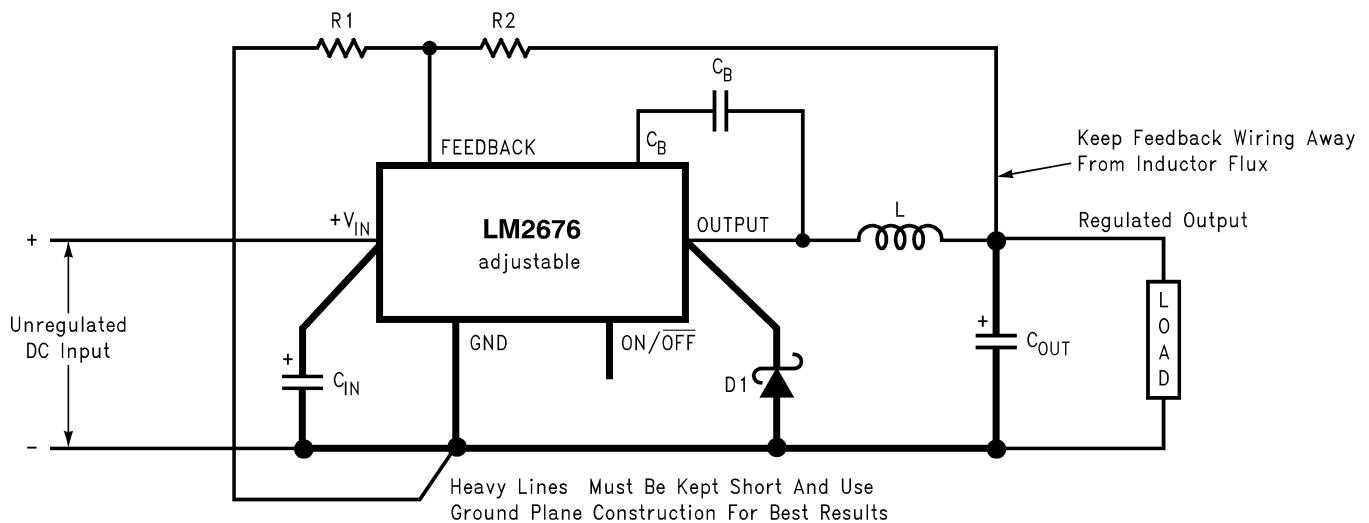 R1
R2
C_B
C_B
FEEDBACK
Keep Feedback Wiring Away
From Inductor Flux
+V_IN
LM2676
adjustable
OUTPUT
L
Regulated Output
+
Unregulated
DC Input
−
GND
ON/O̅F̅F̅
+
C_IN
D1
+
C_OUT
LOAD
Heavy Lines Must Be Kept Short And Use
Ground Plane Construction For Best Results